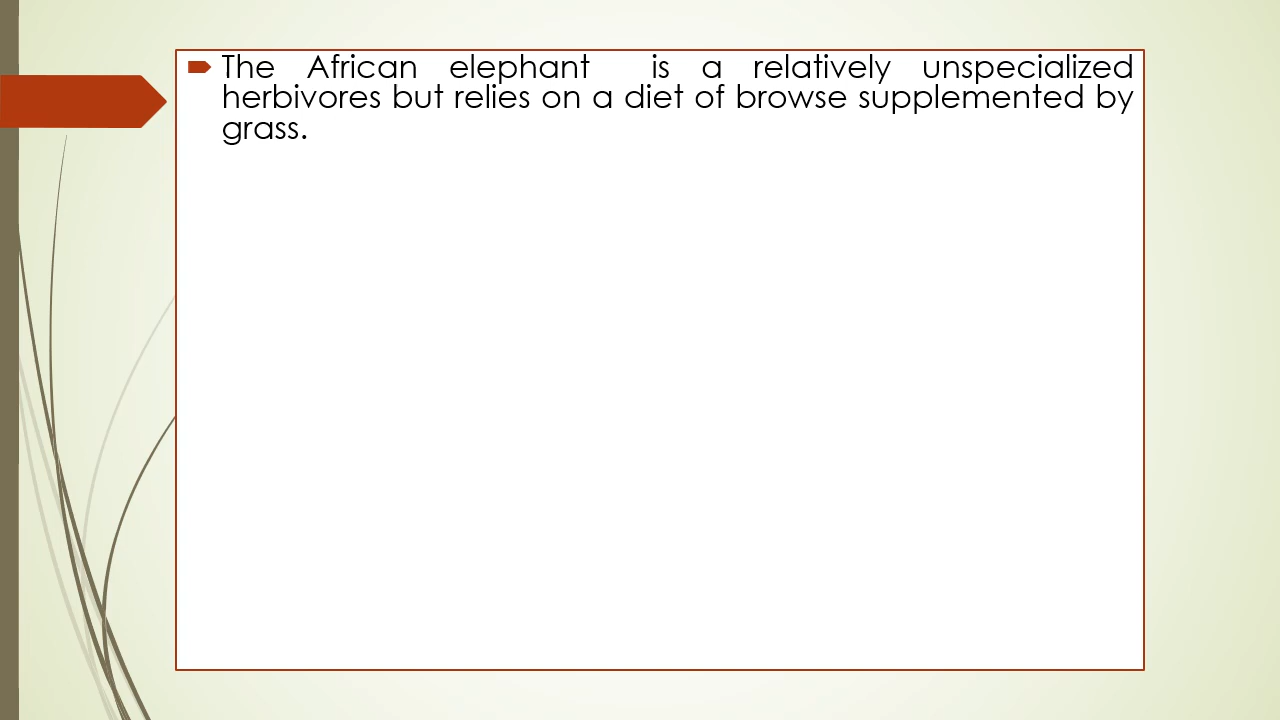 The African elephant is a relatively unspecialized
herbivores but relies on a diet of browse supplemented by
grass.